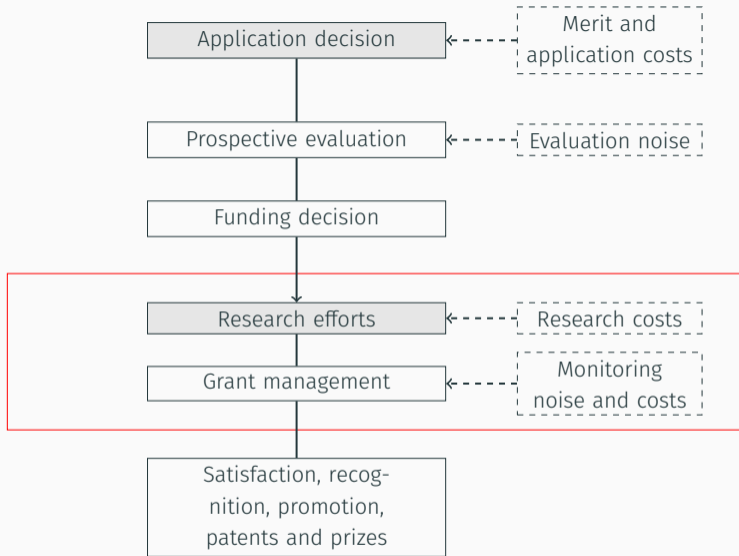 Application decision
Merit and
application costs
Prospective evaluation
Evaluation noise
Funding decision
Research efforts
Research costs
Grant management
Monitoring
noise and costs
Satisfaction, recog-
nition, promotion,
patents and prizes